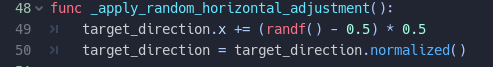 48 func _apply_random_horizontal_adjustment():
49 target_direction.x += (randf() - 0.5) * 0.5
50 target_direction = target_direction.normalized()